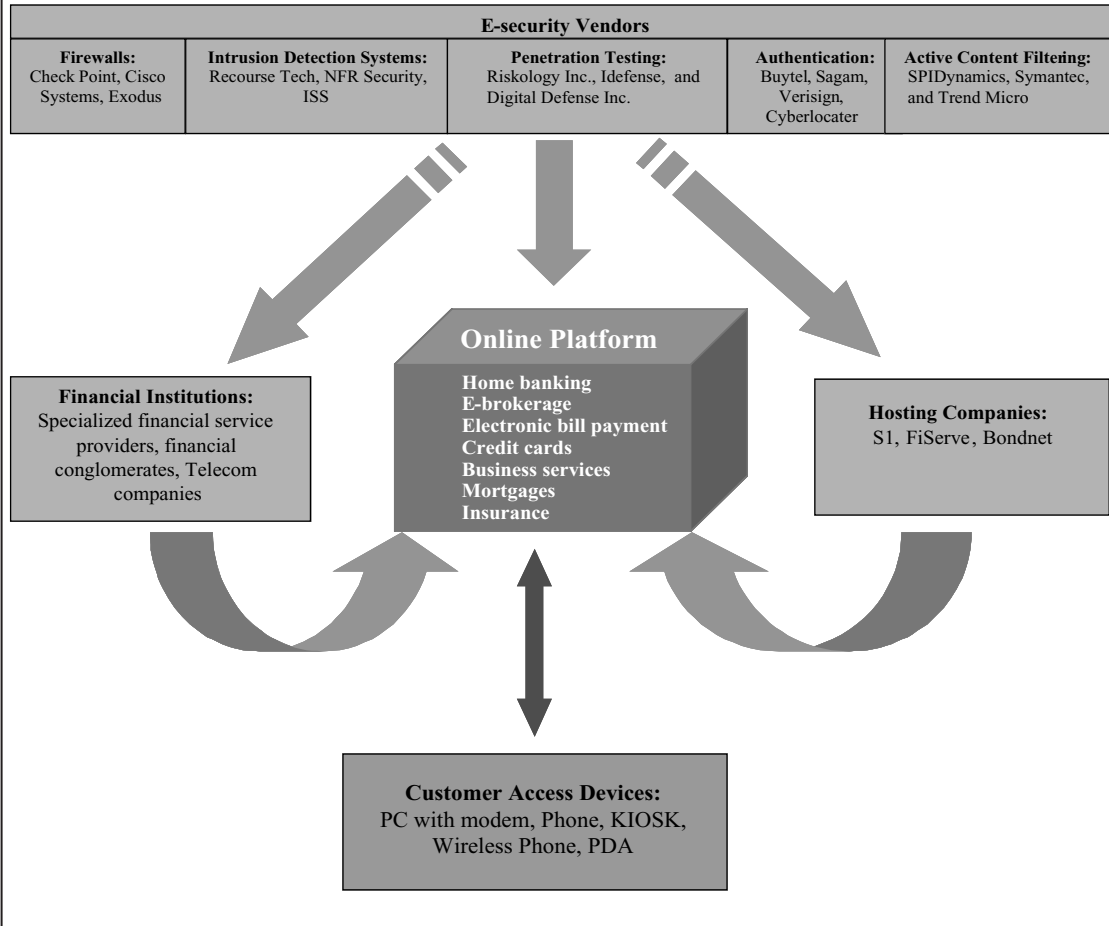 E-security Vendors
Firewalls:
Check Point, Cisco
Systems, Exodus
Intrusion Detection Systems:
Recourse Tech, NFR Security,
ISS
Penetration Testing:
Riskology Inc., Idefense, and
Digital Defense Inc.
Authentication:
Buytel, Sagam,
Verisign,
Cyberlocater
Active Content Filtering:
SPIDynamics, Symantec,
and Trend Micro
Online Platform
Home banking
E-brokerage
Electronic bill payment
Credit cards
Business services
Mortgages
Insurance
Financial Institutions:
Specialized financial service
providers, financial
conglomerates, Telecom
companies
Hosting Companies:
S1, FiServe, Bondnet
Customer Access Devices:
PC with modem, Phone, KIOSK,
Wireless Phone, PDA